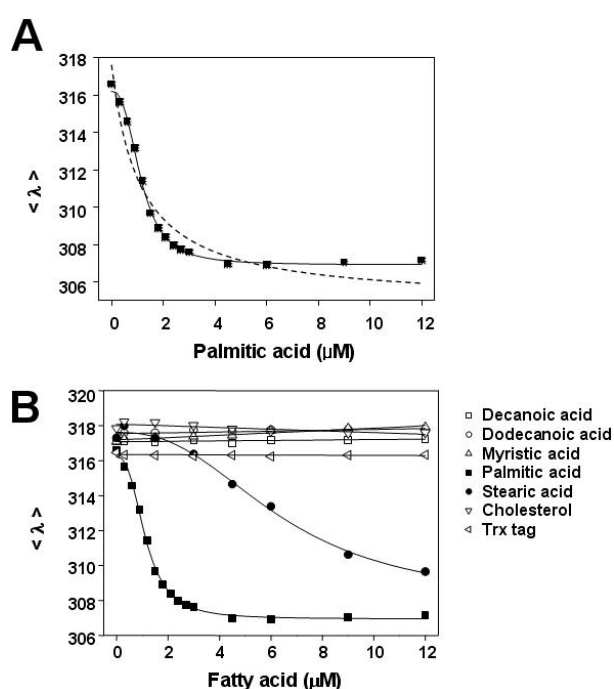 A
316
314
312
310
308
306
< λ >
0 2 4 6 8 10 12
Palmitic acid (μM)
B
320
318
316
314
312
310
308
306
< λ >
0 2 4 6 8 10 12
Fatty acid (μM)
Decanoic acid
Dodecanoic acid
Myristic acid
Palmitic acid
Stearic acid
Cholesterol
Trx tag